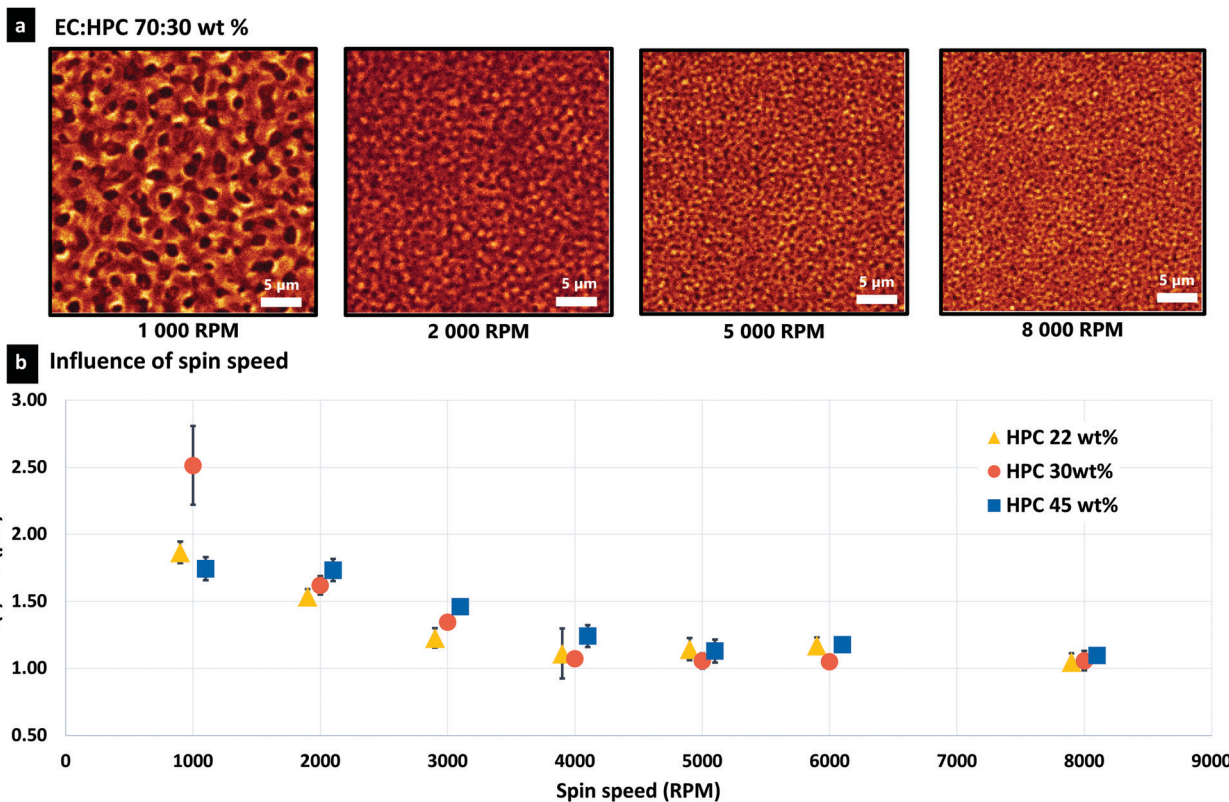 a EC:HPC 70:30 wt %
5 µm
5 µm
5 µm
5 µm
1 000 RPM
2 000 RPM
5 000 RPM
8 000 RPM
b Influence of spin speed
3.00
2.50
2.00
1.50
1.00
0.50
HPC 22 wt%
HPC 30wt%
HPC 45 wt%
0 1000 2000 3000 4000 5000 6000 7000 8000 9000
Spin speed (RPM)